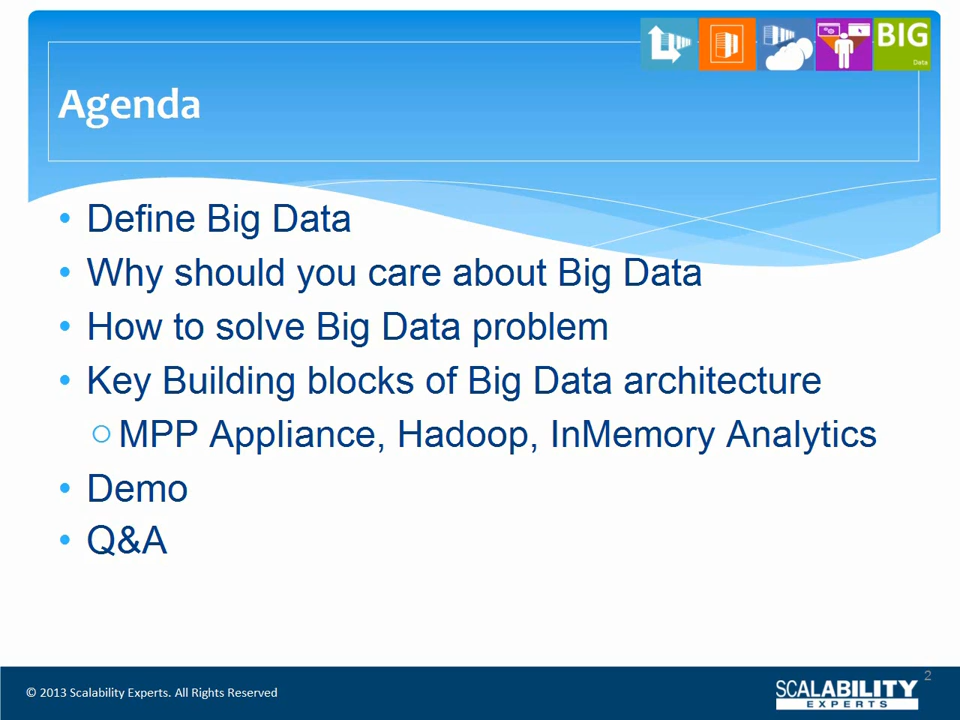 BIG
Data
Agenda
• Define Big Data
• Why should you care about Big Data
• How to solve Big Data problem
• Key Building blocks of Big Data architecture
○ MPP Appliance, Hadoop, InMemory Analytics
• Demo
• Q&A
2
© 2013 Scalability Experts. All Rights Reserved
SCALABILITY
EXPERTS